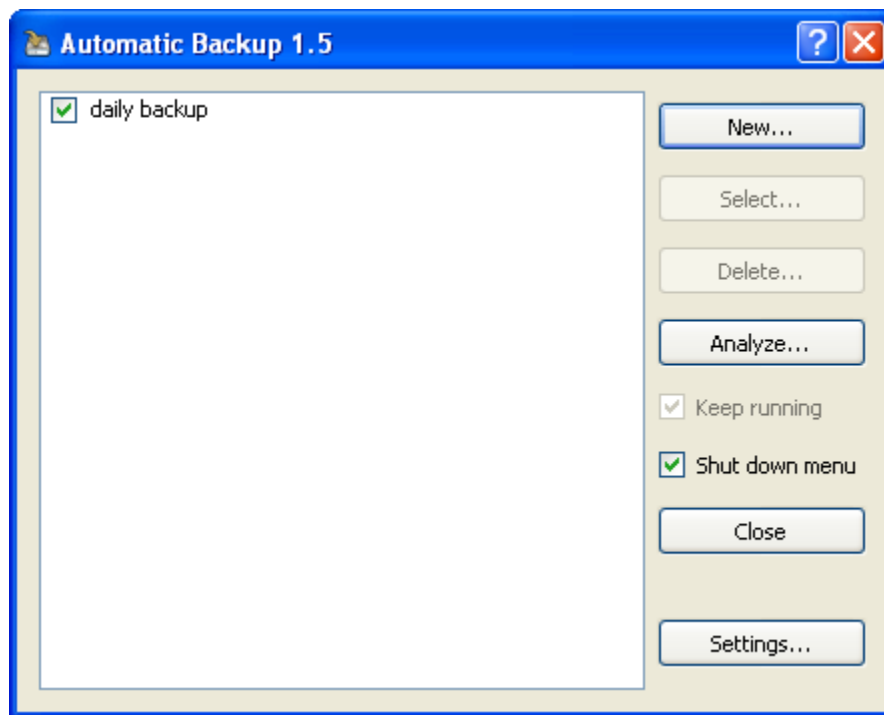 Automatic Backup 1.5
daily backup
New...
Select...
Delete...
Analyze...
Keep running
Shut down menu
Close
Settings...